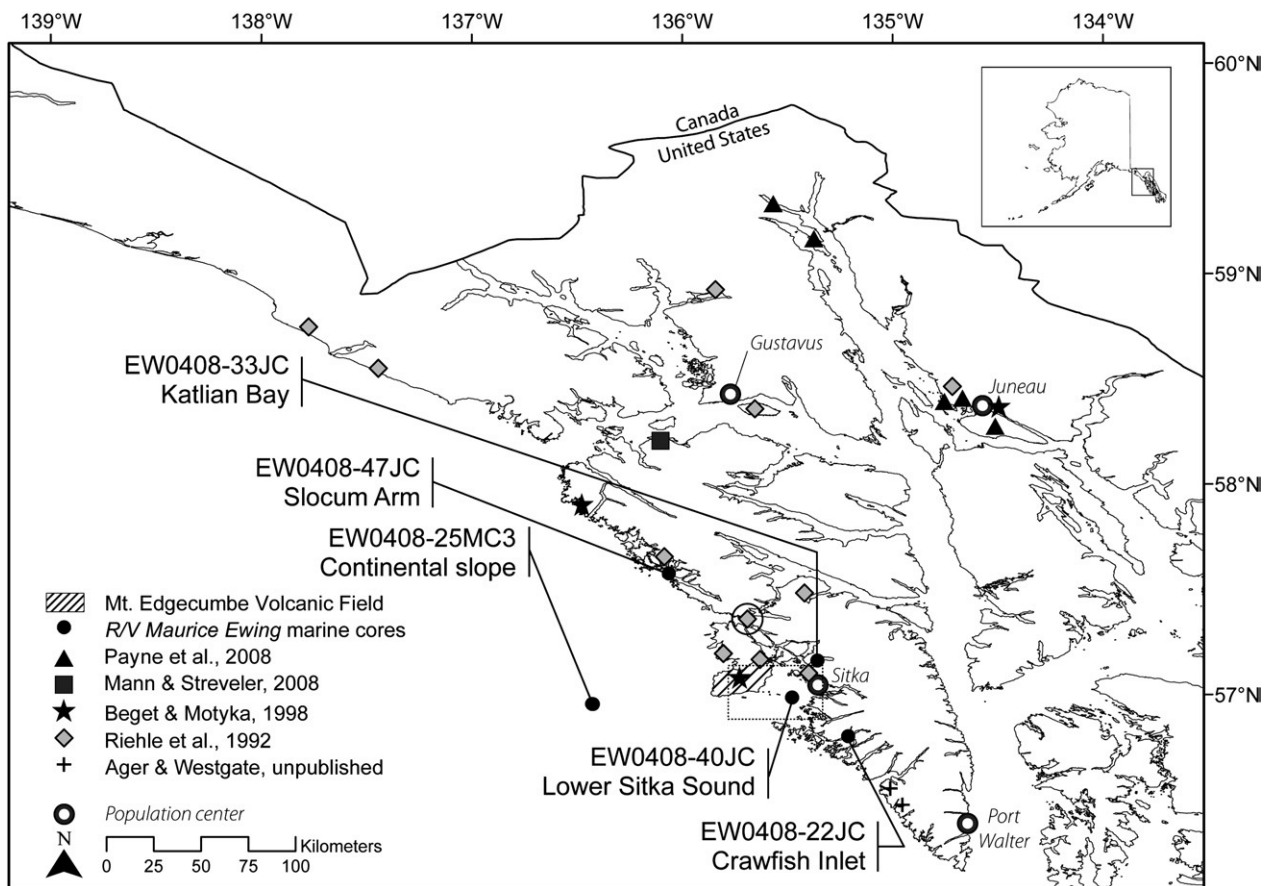 139°W 138°W 137°W 136°W 135°W 134°W
60°N
Canada
United States
59°N
EW0408-33JC
Katlian Bay
Gustavus
Juneau
58°N
EW0408-47JC
Slocum Arm
EW0408-25MC3
Continental slope
Mt. Edgecumbe Volcanic Field
R/V Maurice Ewing marine cores
Payne et al., 2008
Mann & Streveler, 2008
Beget & Motyka, 1998
Riehle et al., 1992
Ager & Westgate, unpublished
Population center
N
Kilometers
0 25 50 75 100
Sitka
57°N
EW0408-40JC
Lower Sitka Sound
EW0408-22JC
Crawfish Inlet
Port
Walter